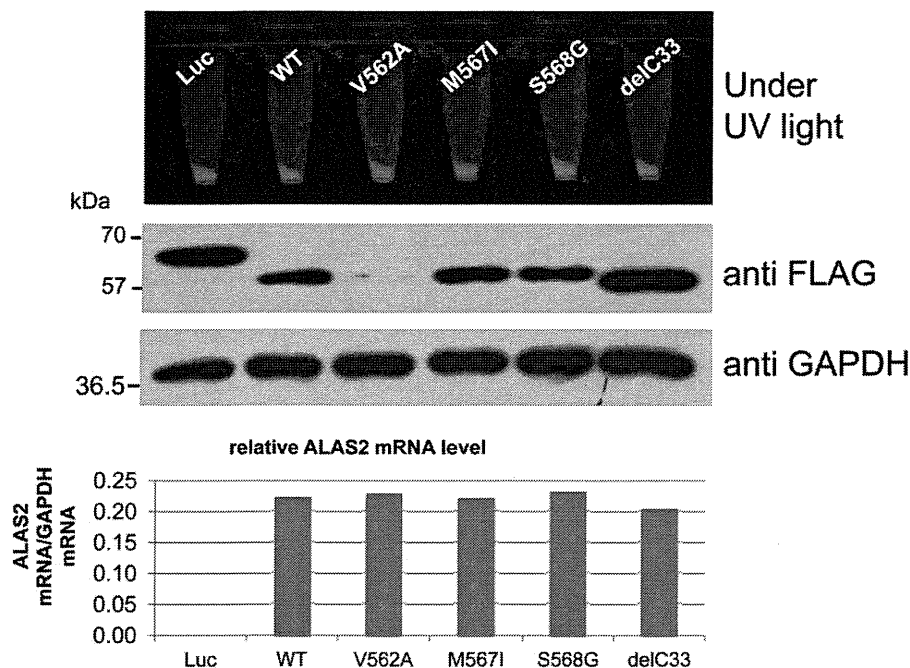 Luc WT V562A M567I S568G delC33
Under
UV light
kDa
70
57
anti FLAG
36.5
anti GAPDH
relative ALAS2 mRNA level
ALAS2
mRNA/GAPDH
mRNA
0.25
0.20
0.15
0.10
0.05
0.00
Luc WT V562A M567I S568G delC33